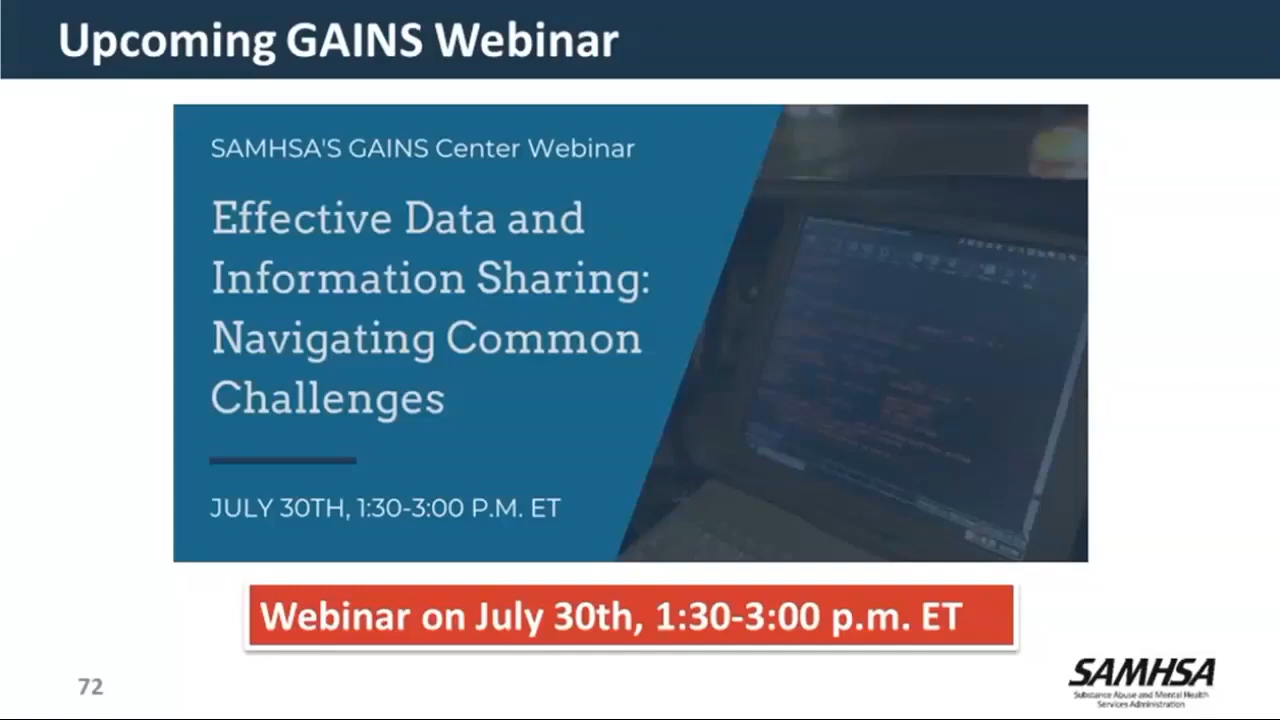 Upcoming GAINS Webinar
SAMHSA'S GAINS Center Webinar
Effective Data and
Information Sharing:
Navigating Common
Challenges
JULY 30TH, 1:30-3:00 P.M. ET
Webinar on July 30th, 1:30-3:00 p.m. ET
72
SAMHSA
Substance Abuse and Mental Health
Services Administration